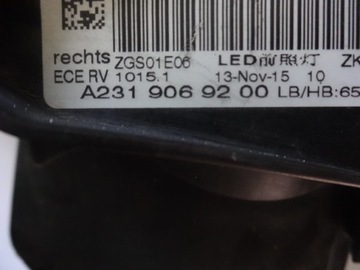 rechts ZGS01E06 LED前照灯 ZK
ECE RV 1015.1 13-Nov-15 10
A231 906 92 00 LB/HB:65